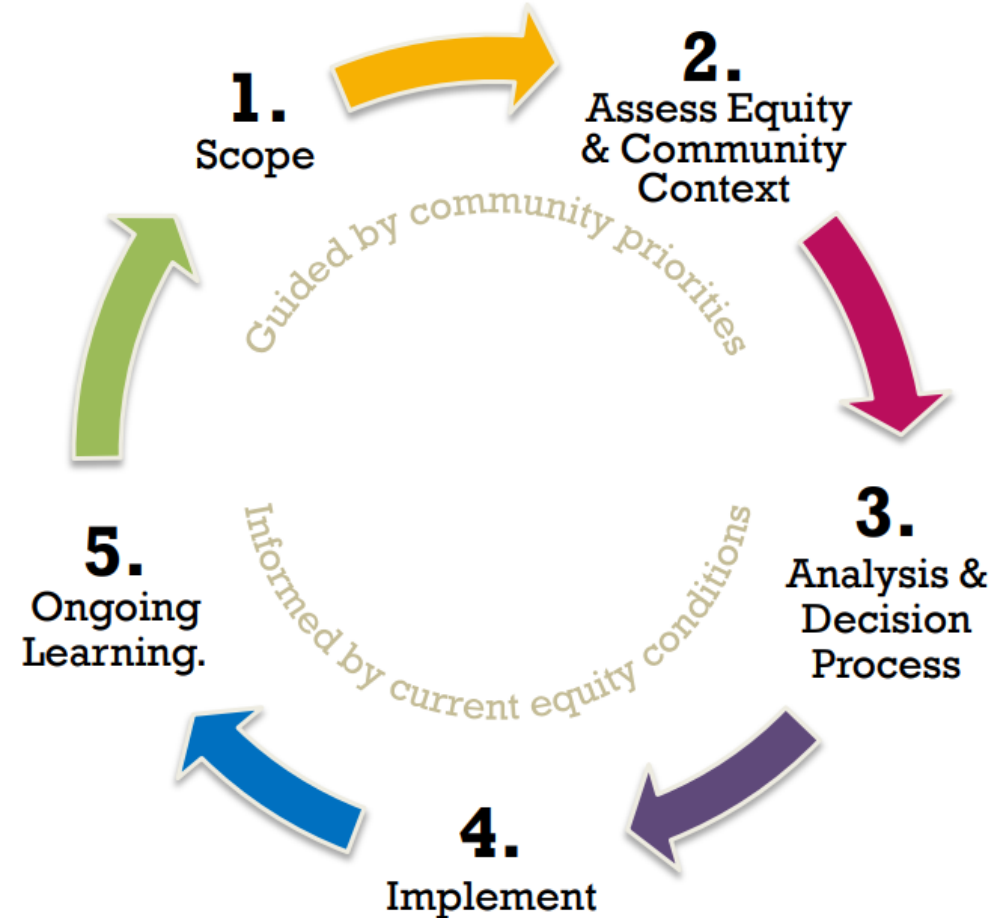 1.
Scope
2.
Assess Equity
& Community
Context
Guided by community priorities
3.
Analysis &
Decision
Process
Informed by current equity conditions
5.
Ongoing
Learning.
4.
Implement